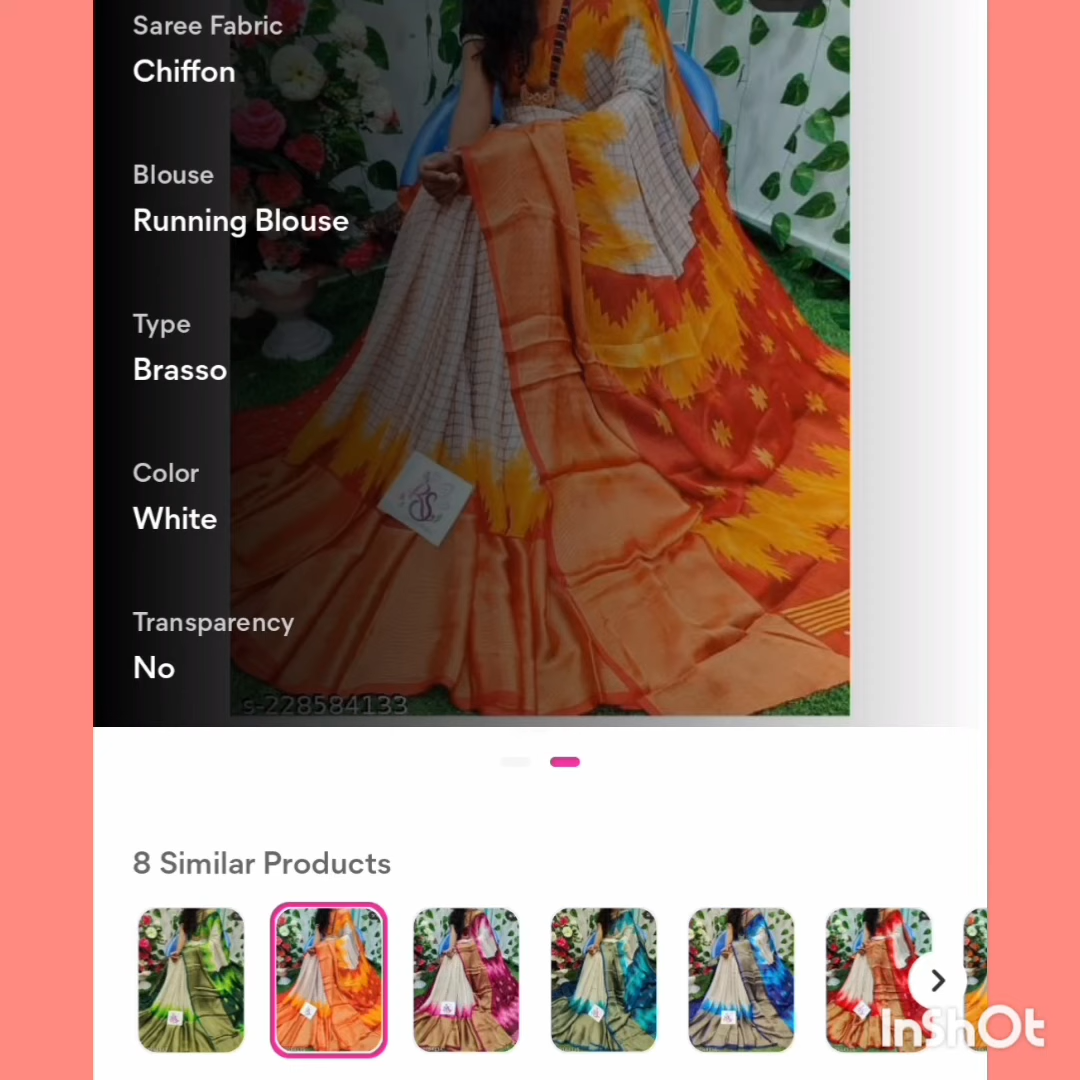 Saree Fabric
Chiffon
Blouse
Running Blouse
Type
Brasso
Color
White
Transparency
No
s-228584133
8 Similar Products
InShOt